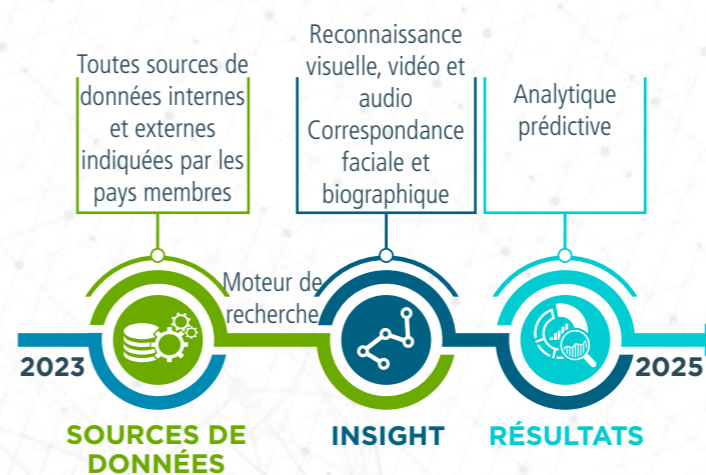 Toutes sources de
données internes
et externes
indiquées par les
pays membres
Reconnaissance
visuelle, vidéo et
audio
Correspondance
faciale et
biographique
Analytique
prédictive
Moteur de
recherche
2023
2025
SOURCES DE
DONNÉES
INSIGHT
RÉSULTATS